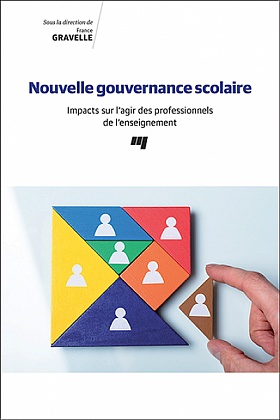 Sous la direction de
France
GRAVELLE
Nouvelle gouvernance scolaire
Impacts sur l'agir des professionnels
de l'enseignement